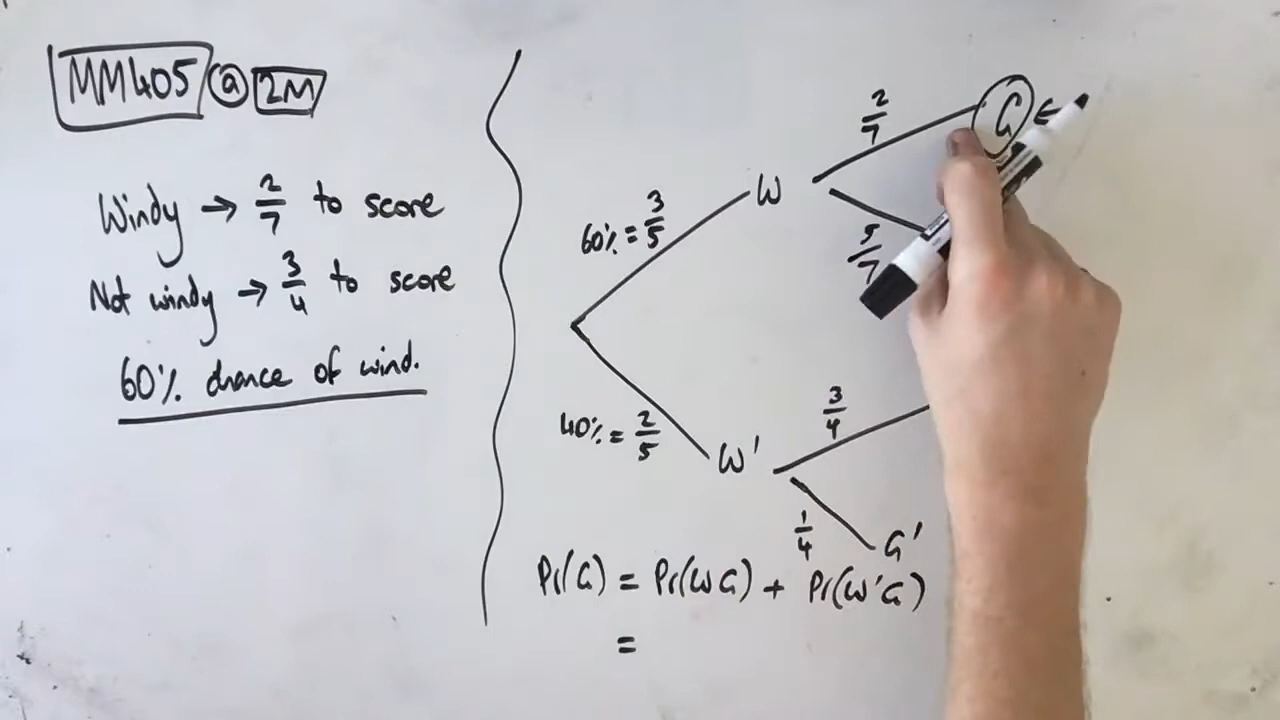 MM405 @ 2M
Windy → 2/7 to score
Not windy → 3/4 to score
60% chance of wind.
2/7
G
60% = 3/5
W
5/7
3/4
40% = 2/5
W'
1/4
G'
Pr(G) = Pr(WG) + Pr(W'G)
=